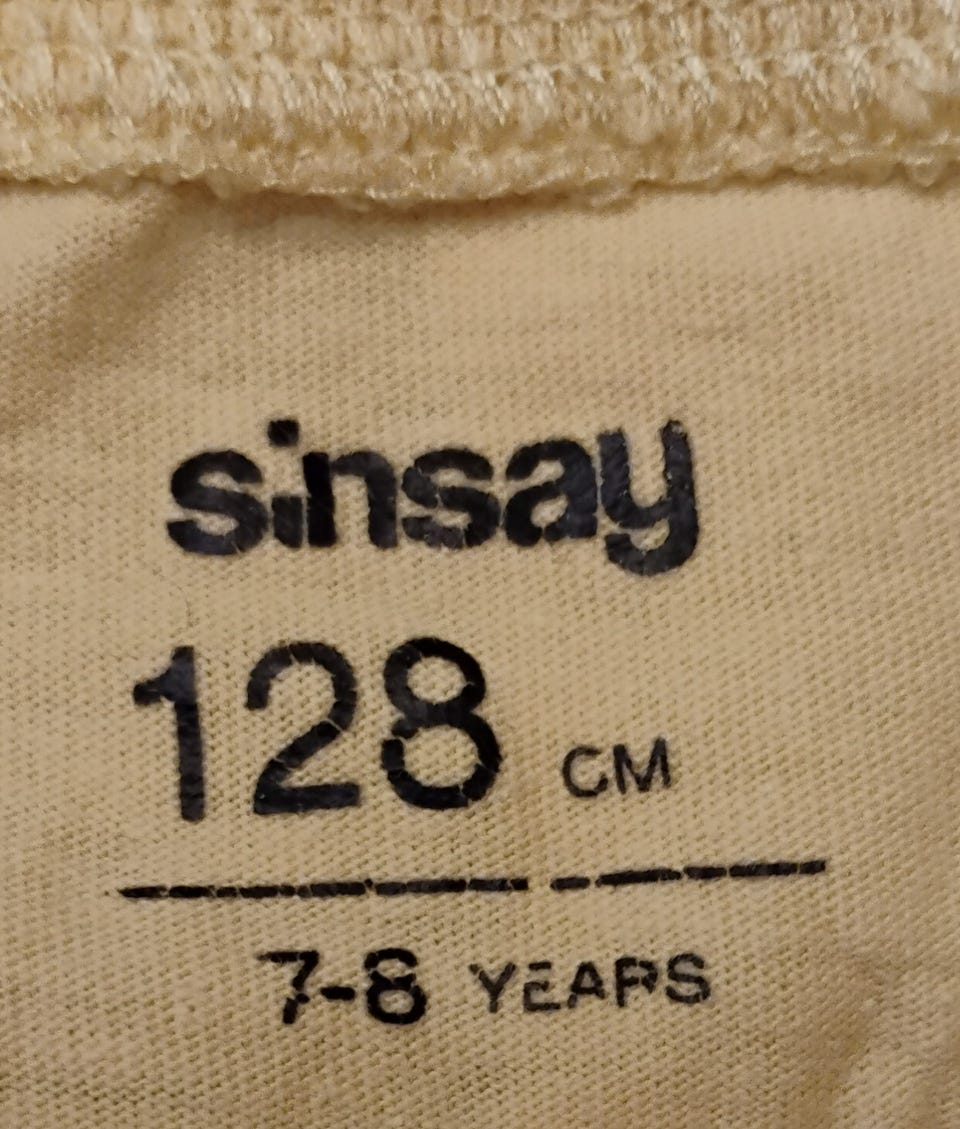 sinsay
128 CM
7-8 YEARS